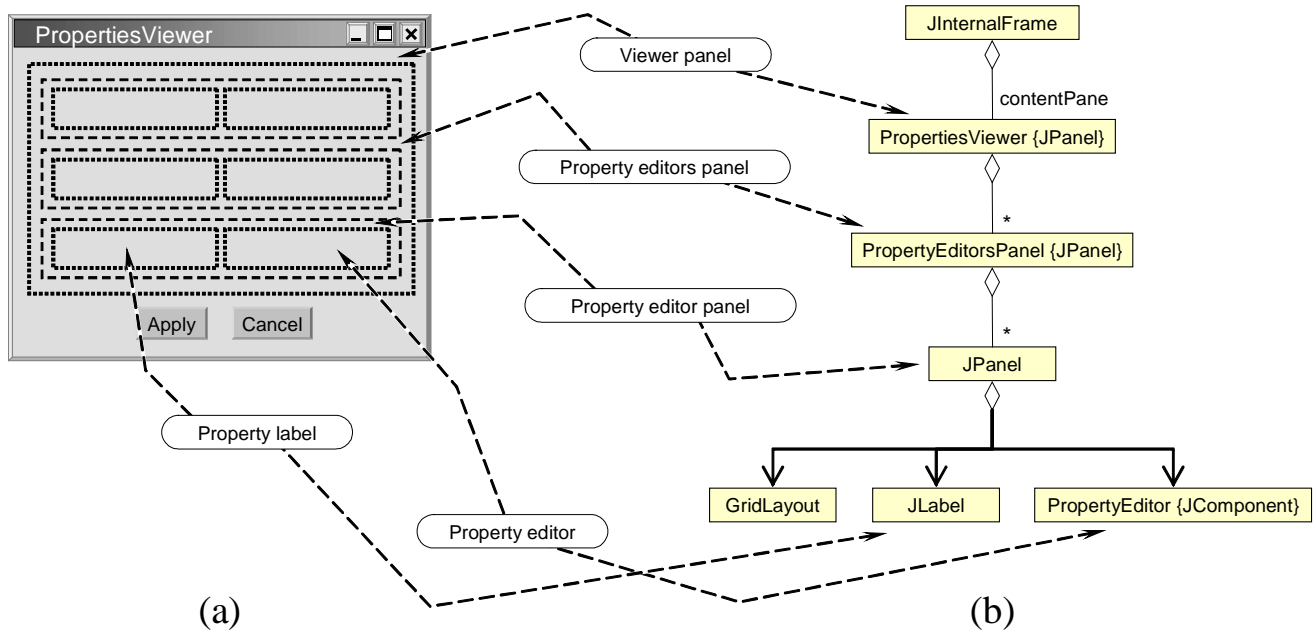 PropertiesViewer
JInternalFrame
Viewer panel
contentPane
PropertiesViewer {JPanel}
Property editors panel
*
PropertyEditorsPanel {JPanel}
Property editor panel
*
Apply
Cancel
JPanel
Property label
GridLayout
JLabel
PropertyEditor {JComponent}
Property editor
(a)
(b)